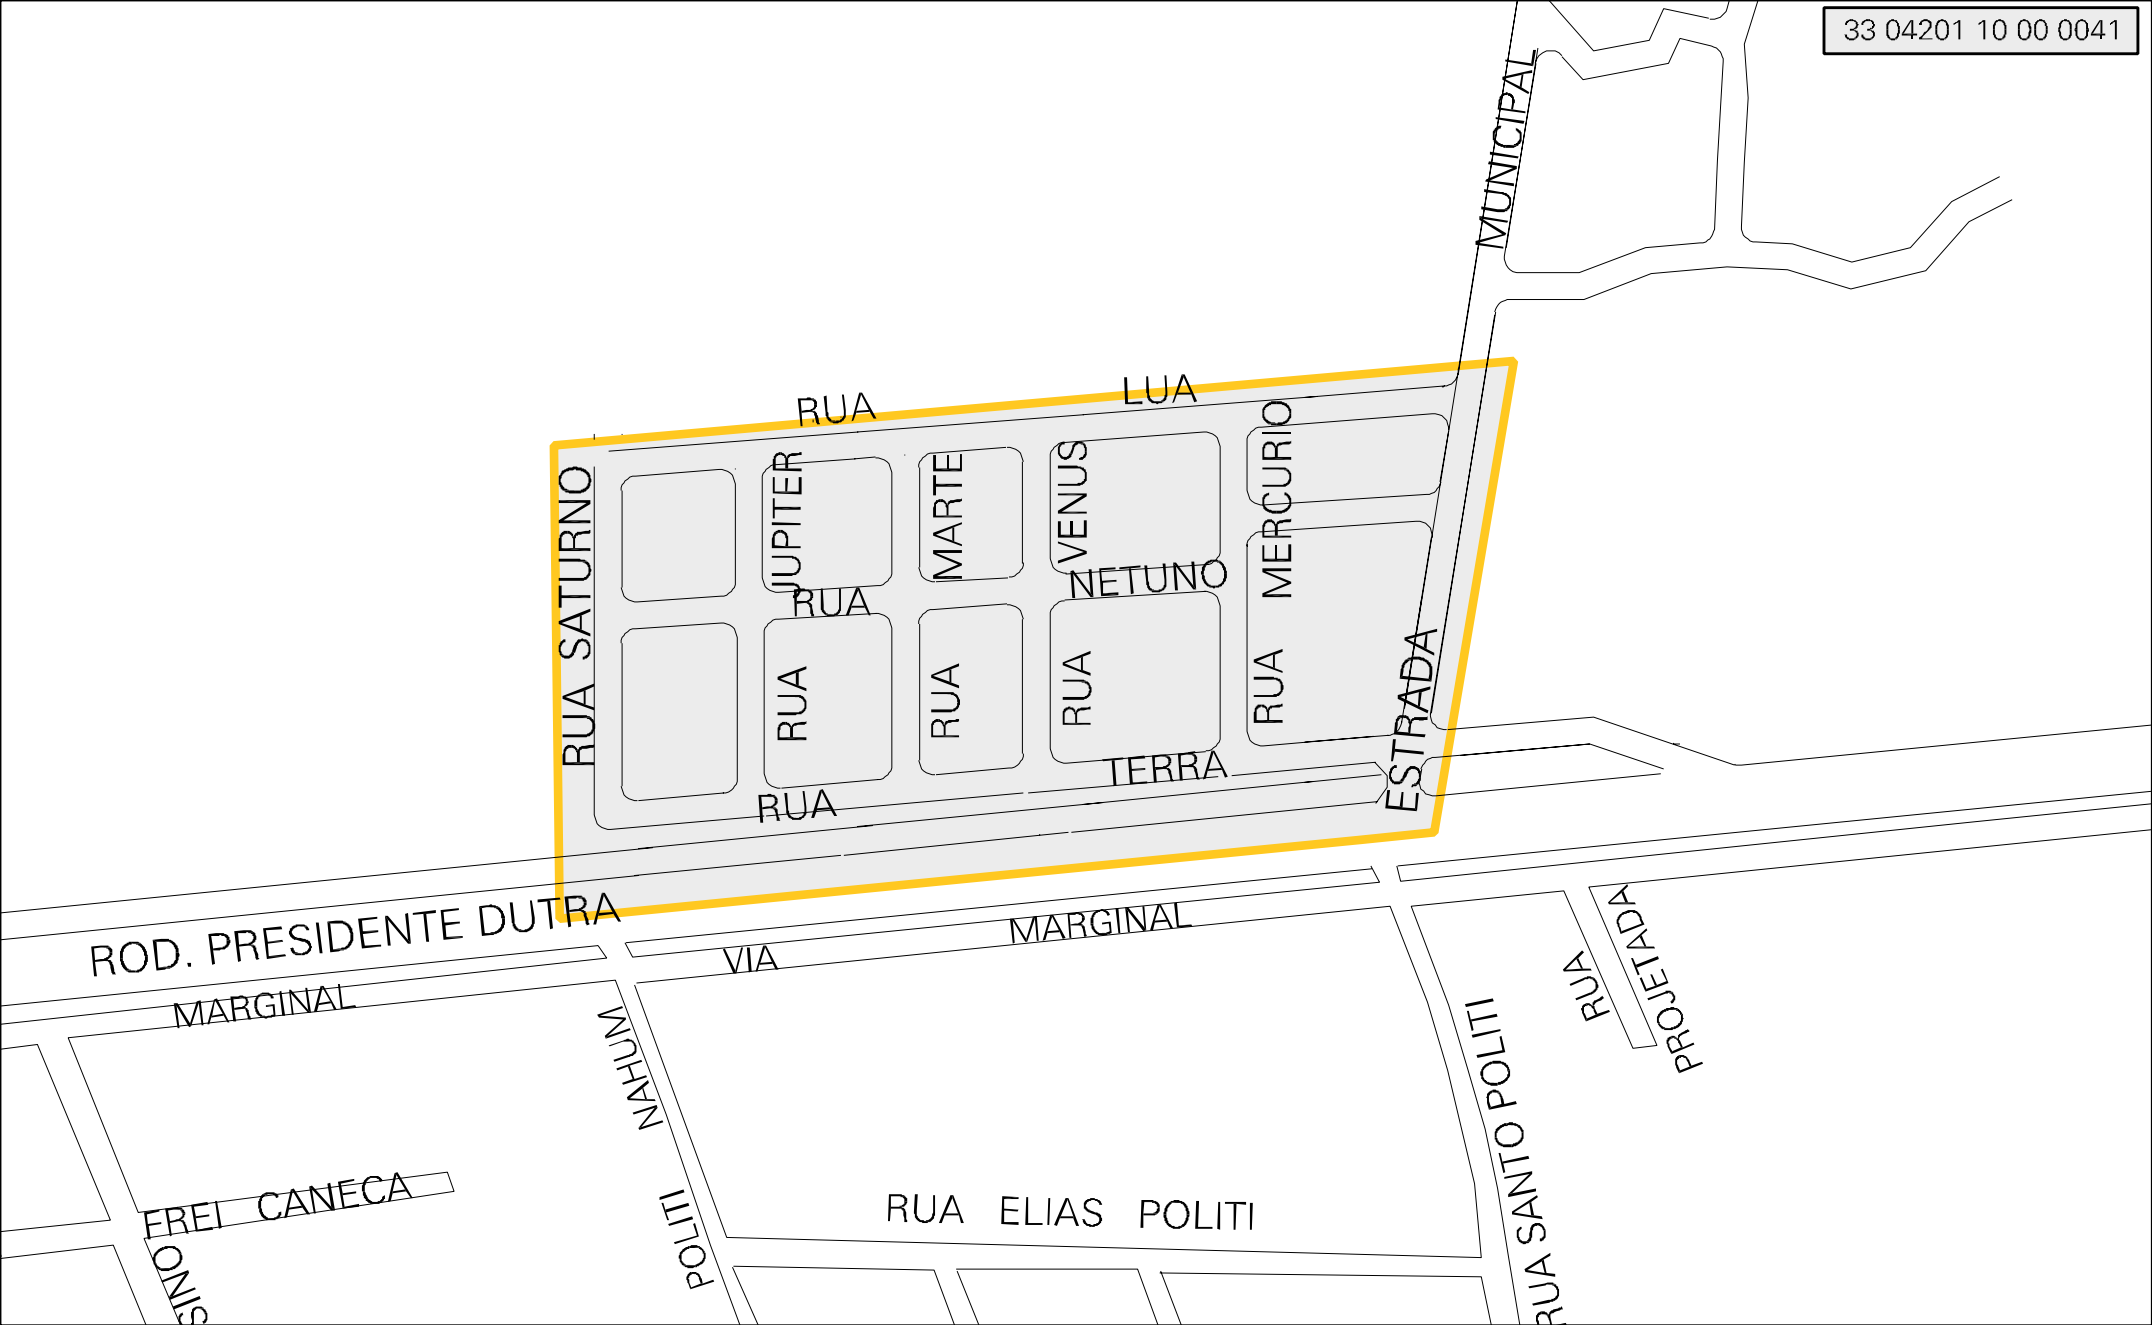 33 04201 10 00 0041
MUNICIPAL
RUA LUA
RUA SATURNO
JUPITER
MARTE
VENUS
MERCURIO
RUA NETUNO
RUA
RUA
RUA
RUA
ESTRADA
RUA TERRA
ROD. PRESIDENTE DUTRA
MARGINAL
VIA MARGINAL
NAHUM
POLITI
RUA
PROJETADA
RUA SANTO POLITI
FREI CANECA
SINO
RUA ELIAS POLITI